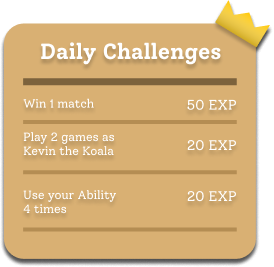 Daily Challenges
Win 1 match 50 EXP
Play 2 games as
Kevin the Koala 20 EXP
Use your Ability 20 EXP
4 times